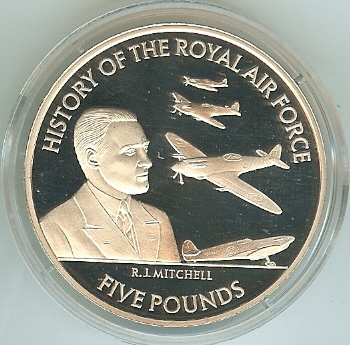 HISTORY OF THE ROYAL AIR FORCE
R.J.MITCHELL
FIVE POUNDS